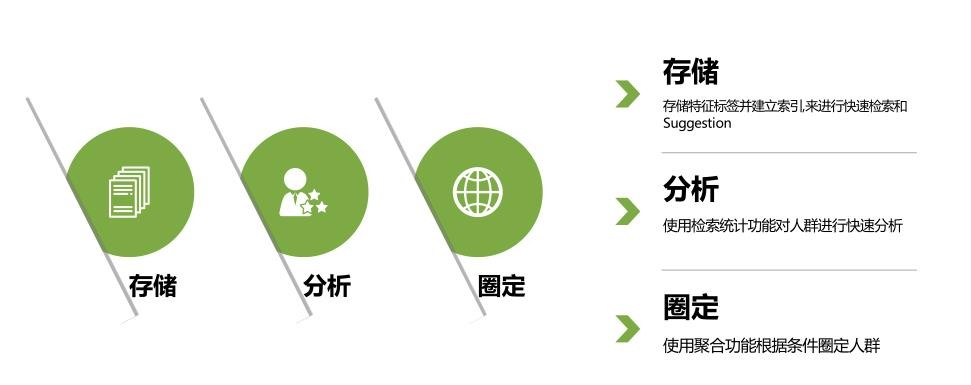 存储
分析
圈定
存储
存储特征标签并建立索引,来进行快速检索和
Suggestion
分析
使用检索统计功能对人群进行快速分析
圈定
使用聚合功能根据条件圈定人群